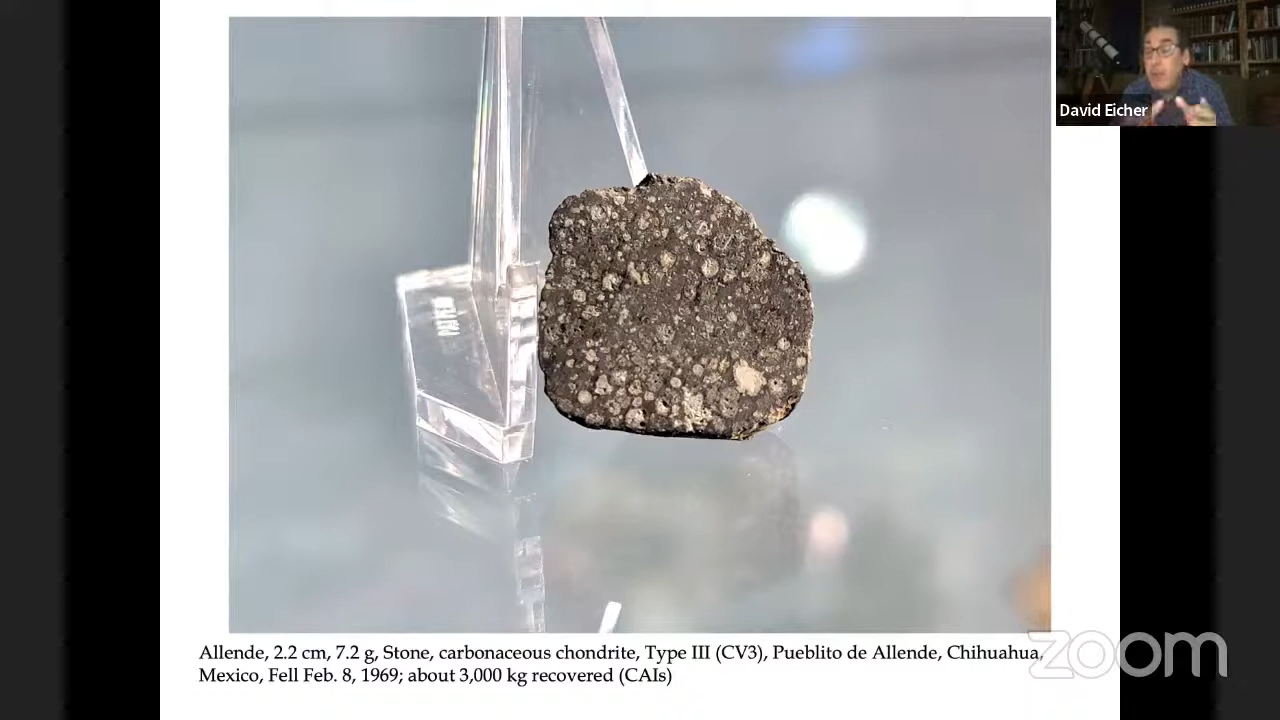 David Eicher
Allende, 2.2 cm, 7.2 g, Stone, carbonaceous chondrite, Type III (CV3), Pueblito de Allende, Chihuahua,
Mexico, Fell Feb. 8, 1969; about 3,000 kg recovered (CAIs)
zoom